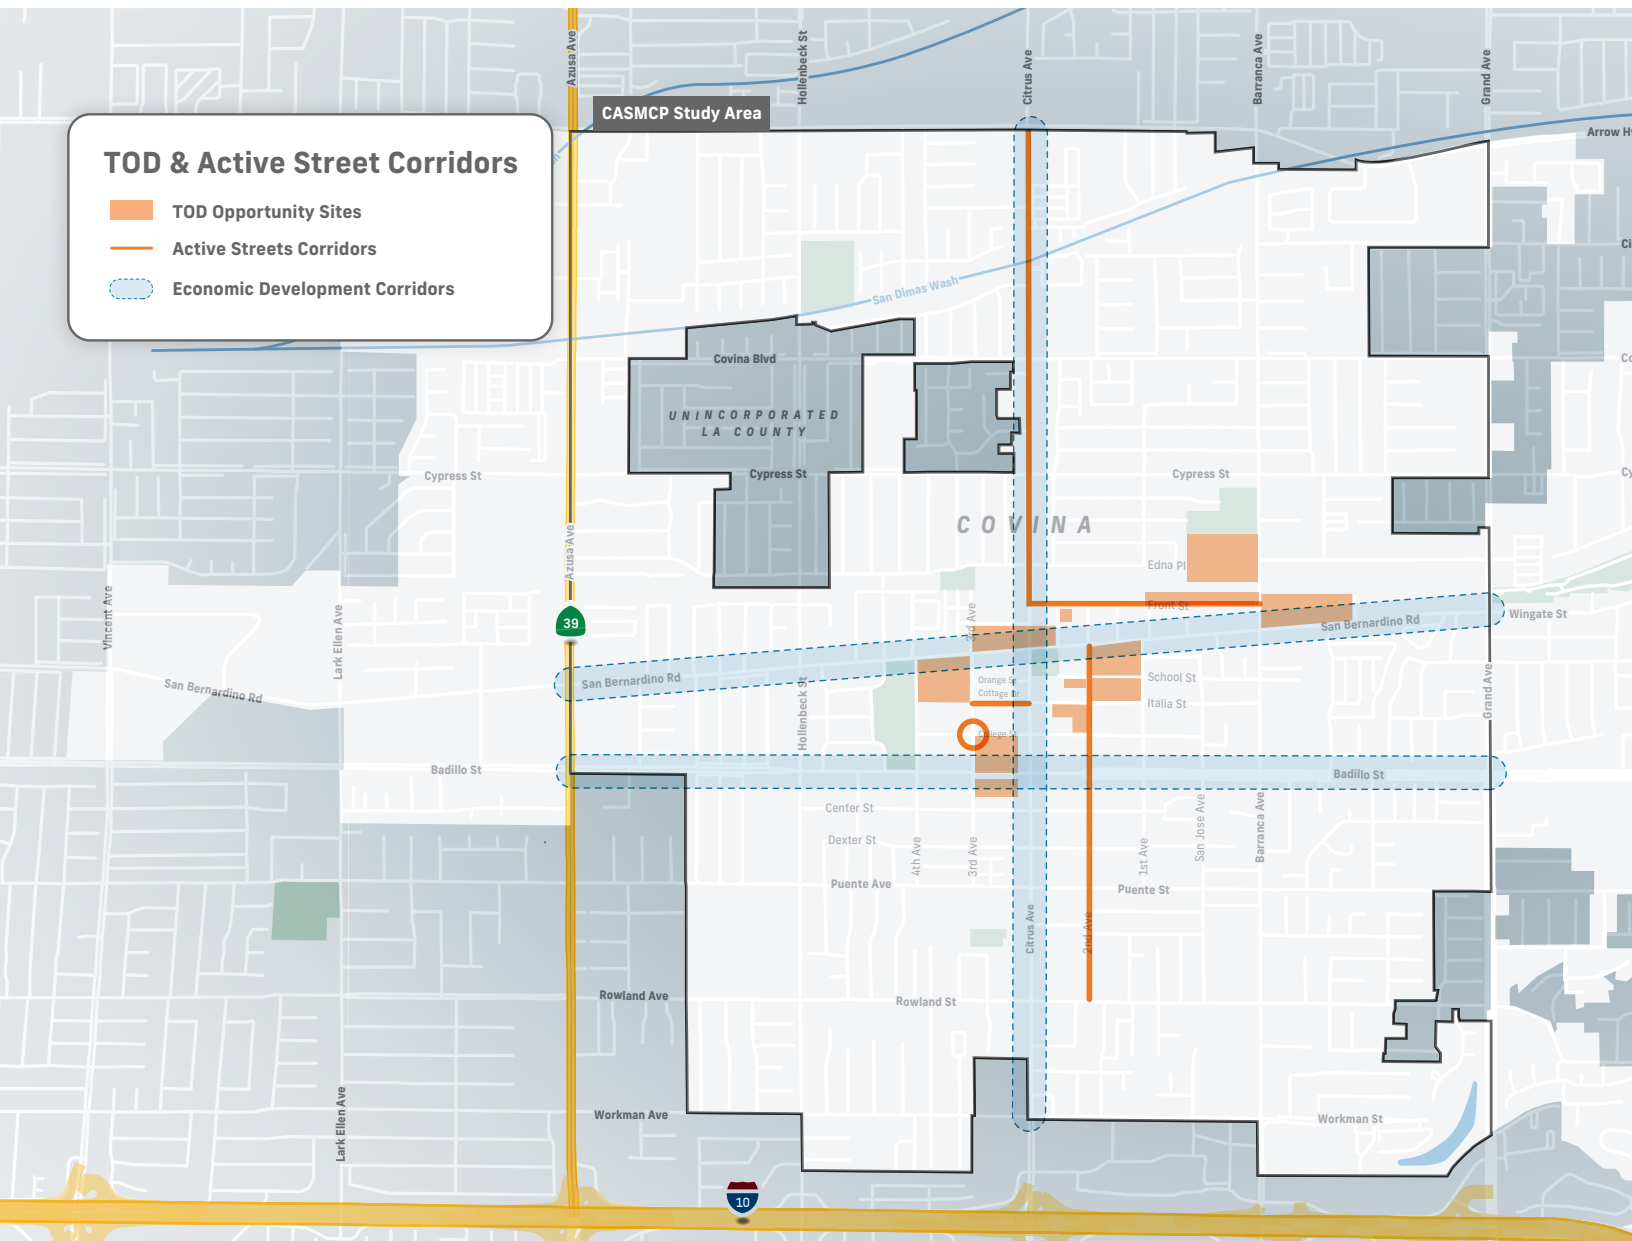 Azusa Ave
Hollenbeck St
Citrus Ave
Barranca Ave
Grand Ave
CASMCP Study Area
Arrow H
TOD & Active Street Corridors
TOD Opportunity Sites
Active Streets Corridors
Economic Development Corridors
San Dimas Wash
Covina Blvd
UNINCORPORATED
LA COUNTY
Cypress St
Cypress St
Cypress St
COVINA
Azusa Ave
Edna Pl
Front St
39
Vincent Ave
Lark Ellen Ave
3rd Ave
San Bernardino Rd
Wingate St
San Bernardino Rd
San Bernardino Rd
Orange St
Cottage Dr
School St
Italia St
Hollenbeck St
Grand Ave
College St
Badillo St
Badillo St
Center St
Dexter St
4th Ave
3rd Ave
1st Ave
San Jose Ave
Barranca Ave
Puente Ave
Puente St
Citrus Ave
2nd Ave
Rowland Ave
Rowland St
Workman Ave
Workman St
Lark Ellen Ave
10